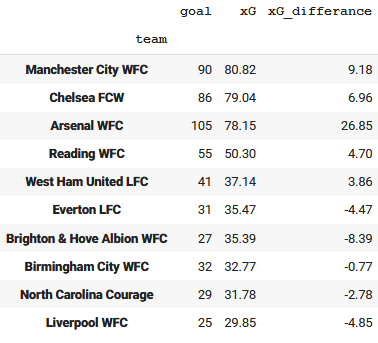 goal xG xG_differance
team
Manchester City WFC 90 80.82 9.18
Chelsea FCW 86 79.04 6.96
Arsenal WFC 105 78.15 26.85
Reading WFC 55 50.30 4.70
West Ham United LFC 41 37.14 3.86
Everton LFC 31 35.47 -4.47
Brighton & Hove Albion WFC 27 35.39 -8.39
Birmingham City WFC 32 32.77 -0.77
North Carolina Courage 29 31.78 -2.78
Liverpool WFC 25 29.85 -4.85